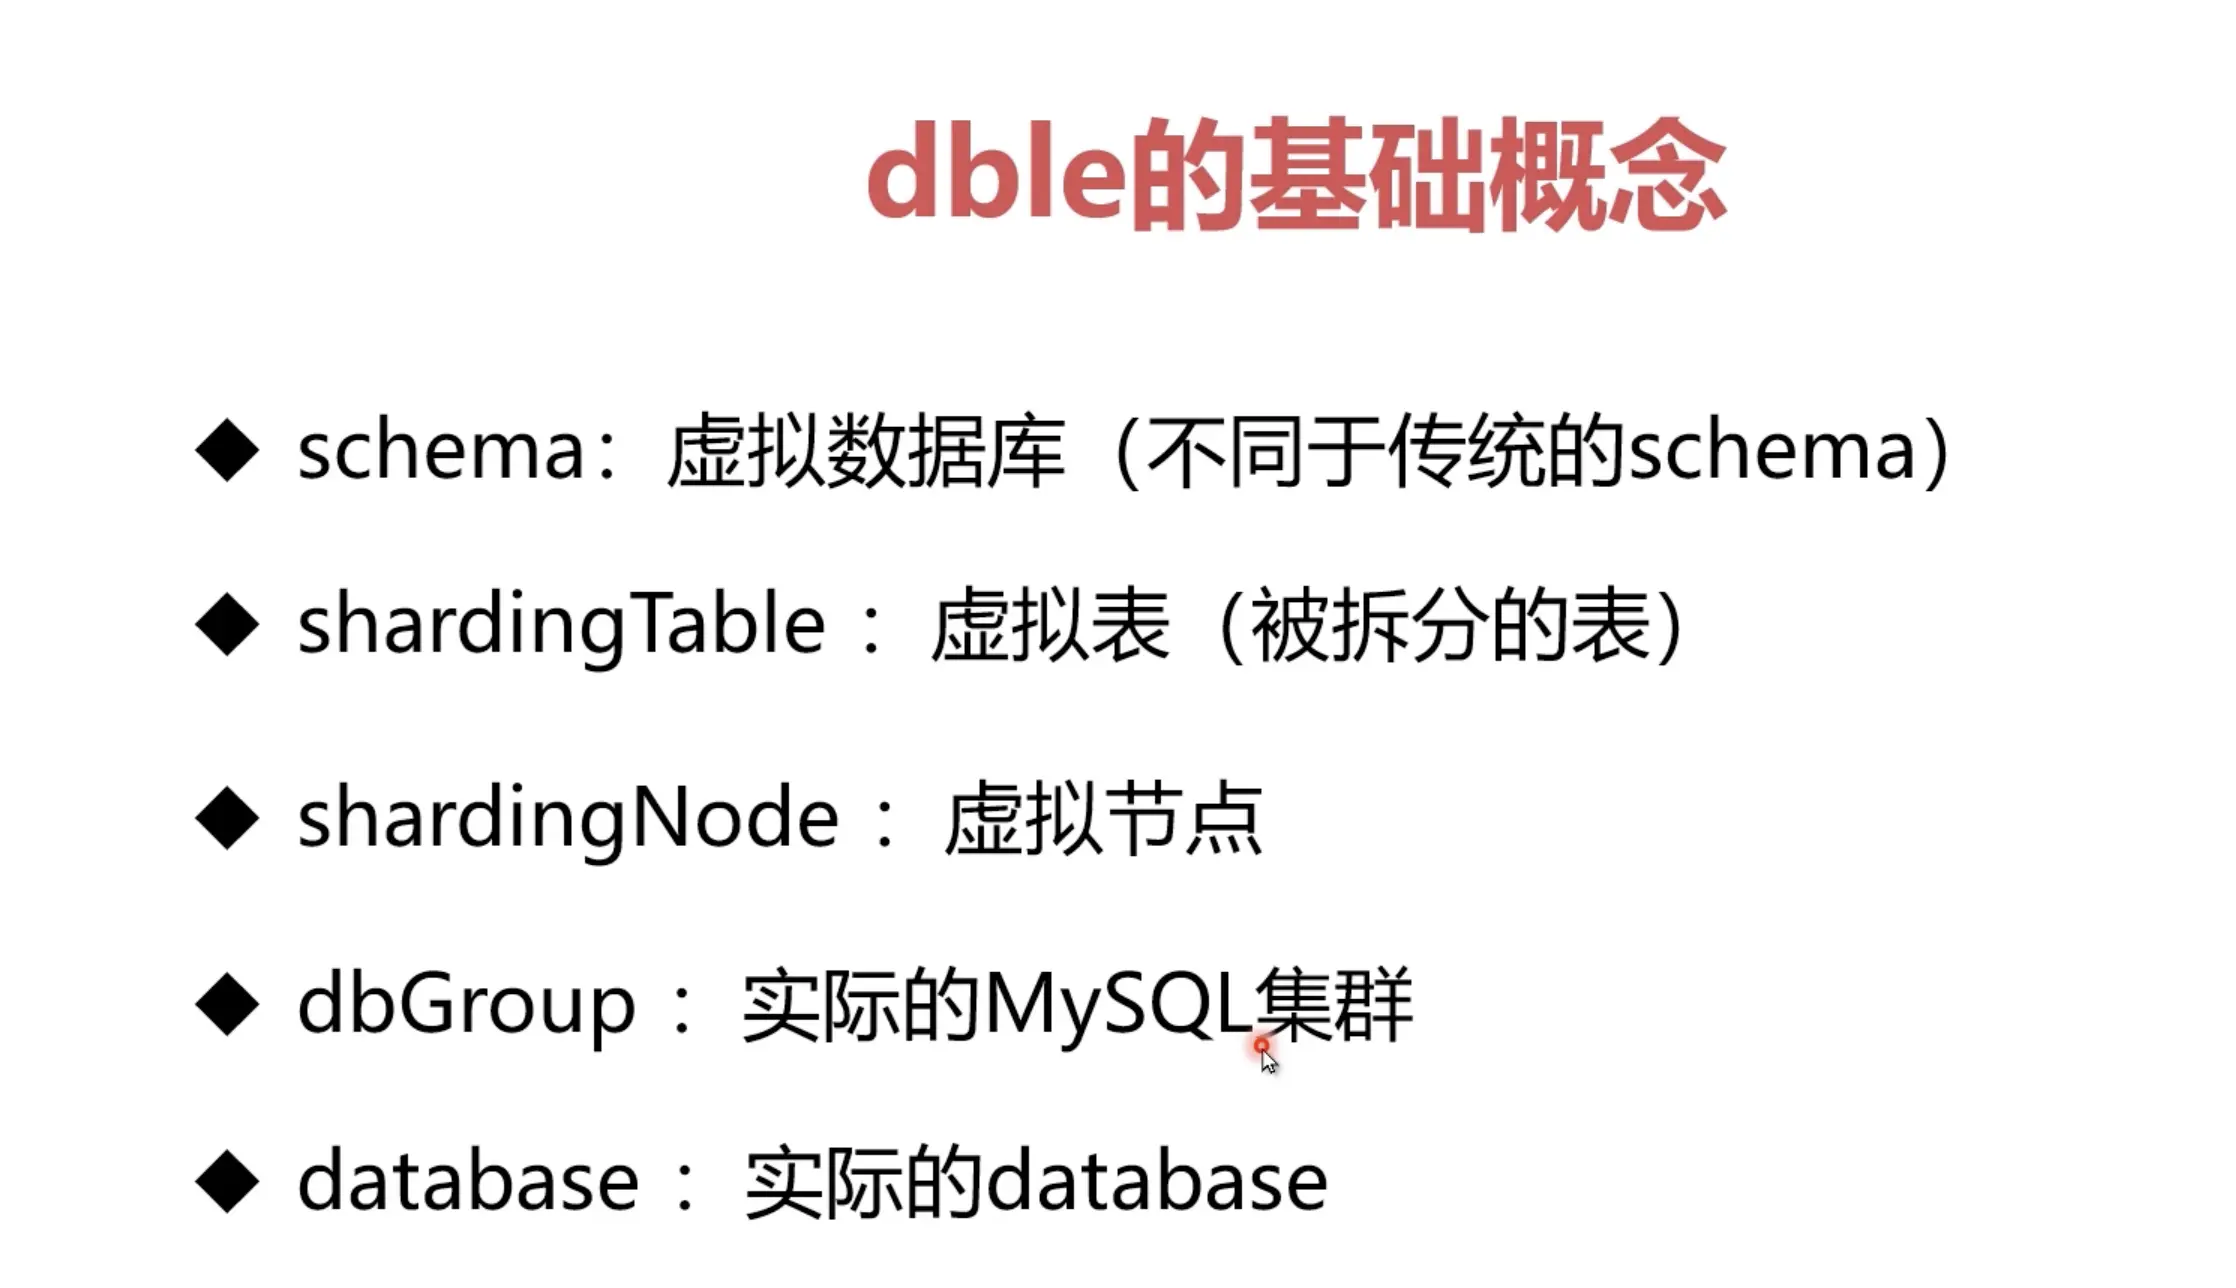 dble的基础概念
◆ schema：虚拟数据库（不同于传统的schema）
◆ shardingTable ：虚拟表（被拆分的表）
◆ shardingNode ：虚拟节点
◆ dbGroup ：实际的MySQL集群
◆ database ：实际的database